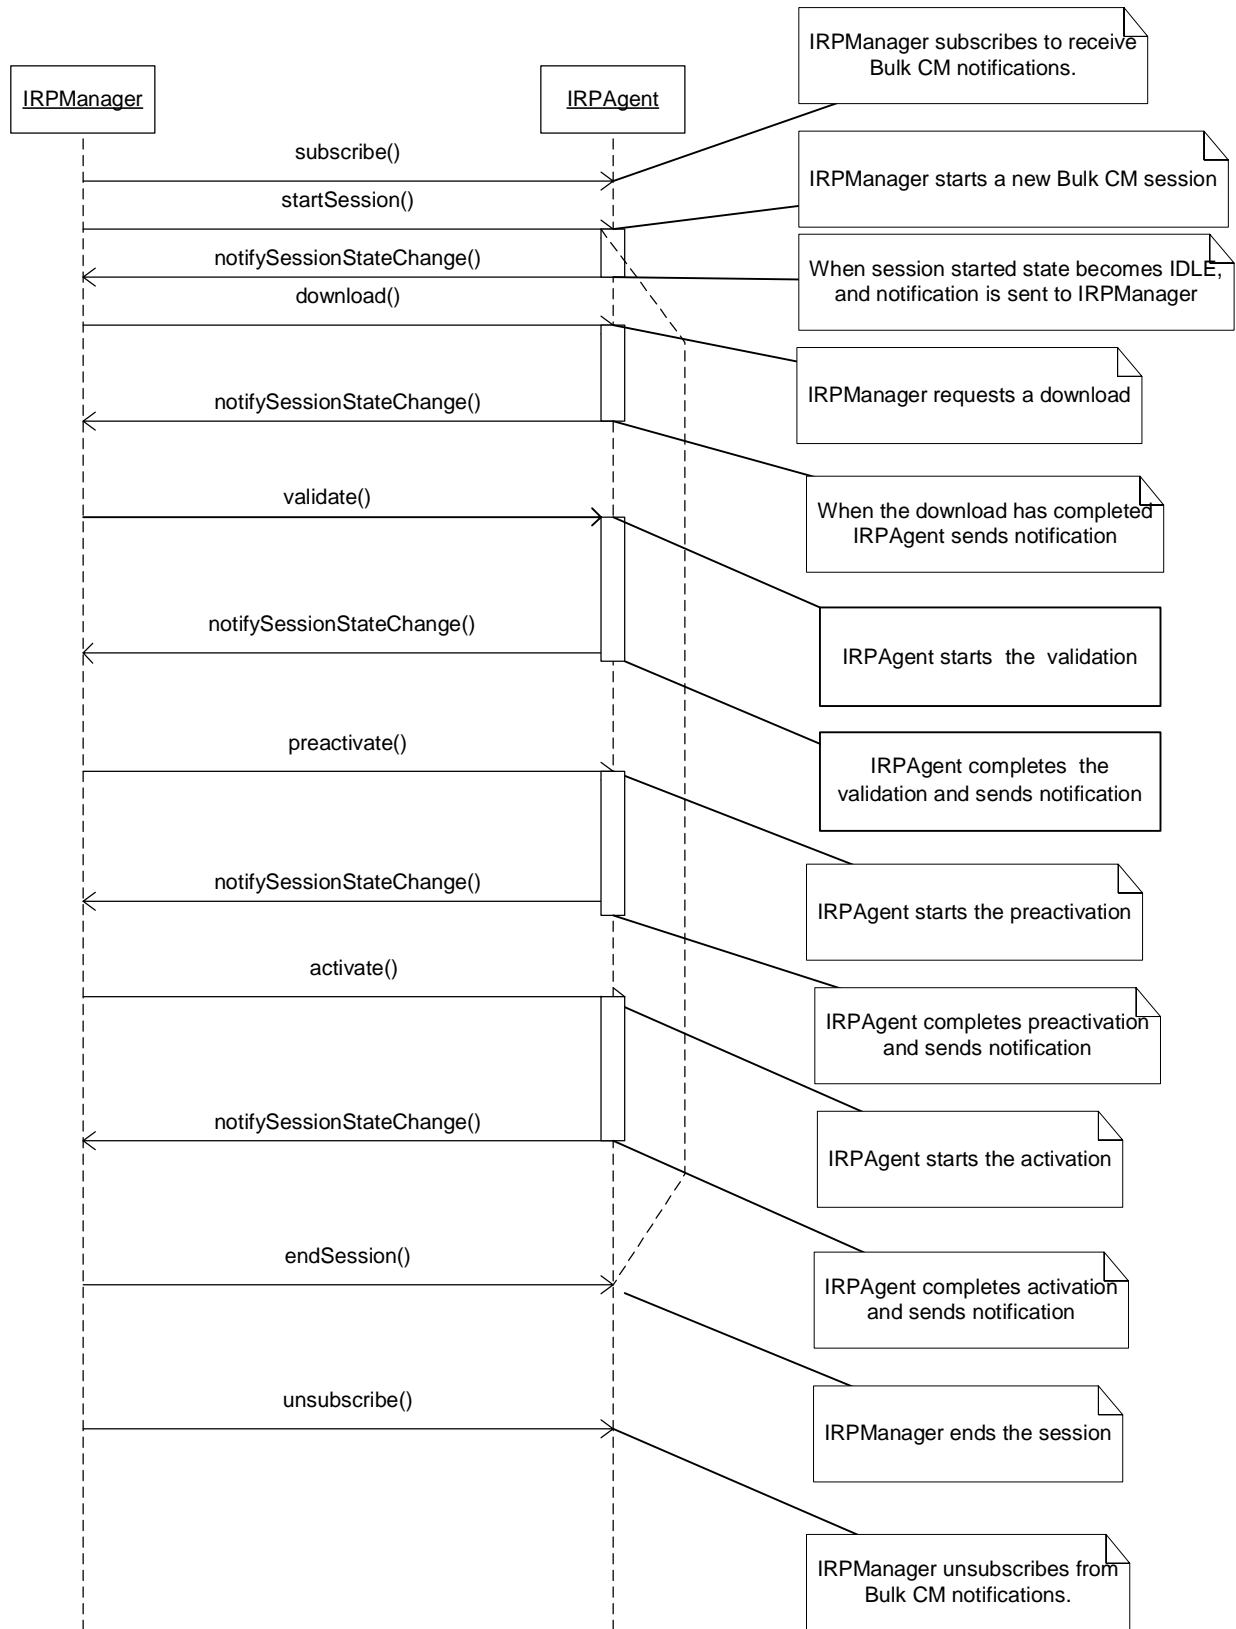 IRPManager subscribes to receive
Bulk CM notifications.
IRPManager
IRPAgent
subscribe()
IRPManager starts a new Bulk CM session
startSession()
notifySessionStateChange()
When session started state becomes IDLE,
and notification is sent to IRPManager
download()
IRPManager requests a download
notifySessionStateChange()
validate()
When the download has completed
IRPAgent sends notification
notifySessionStateChange()
IRPAgent starts the validation
preactivate()
IRPAgent completes the
validation and sends notification
notifySessionStateChange()
IRPAgent starts the preactivation
activate()
IRPAgent completes preactivation
and sends notification
notifySessionStateChange()
IRPAgent starts the activation
endSession()
IRPAgent completes activation
and sends notification
unsubscribe()
IRPManager ends the session
IRPManager unsubscribes from
Bulk CM notifications.